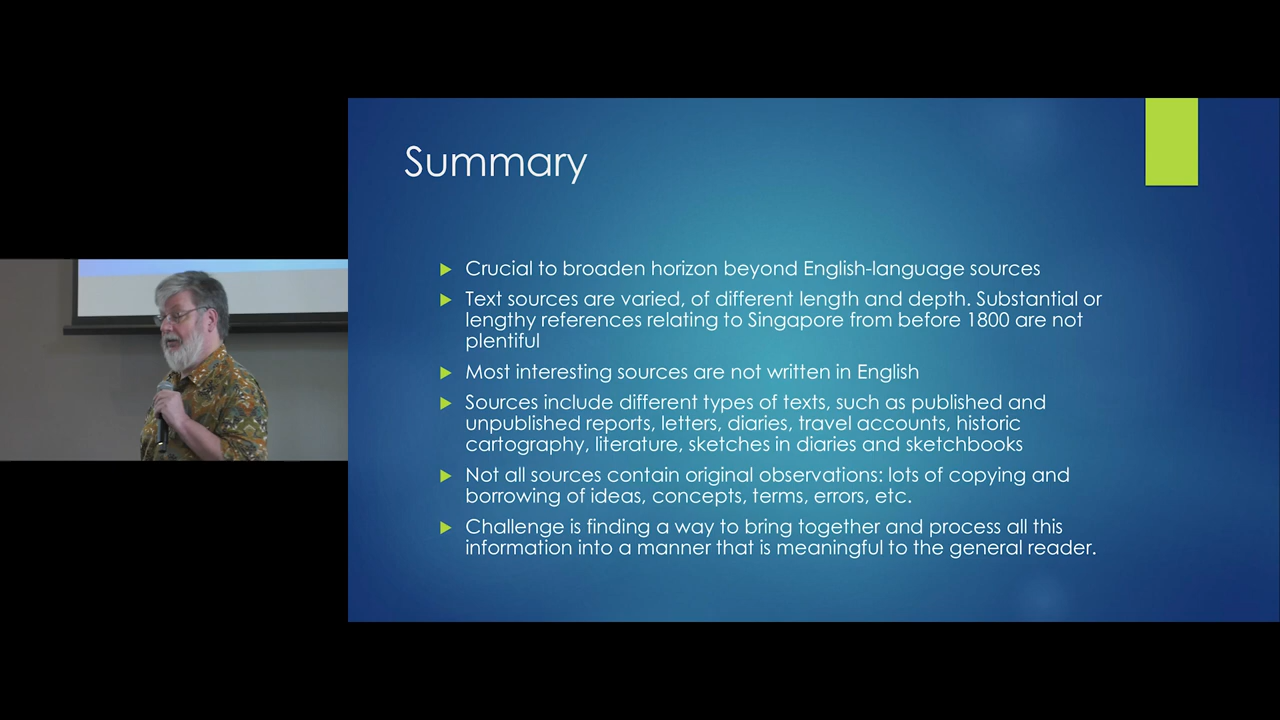 Summary
Crucial to broaden horizon beyond English-language sources
Text sources are varied, of different length and depth. Substantial or
lengthy references relating to Singapore from before 1800 are not
plentiful
Most interesting sources are not written in English
Sources include different types of texts, such as published and
unpublished reports, letters, diaries, travel accounts, historic
cartography, literature, sketches in diaries and sketchbooks
Not all sources contain original observations: lots of copying and
borrowing of ideas, concepts, terms, errors, etc.
Challenge is finding a way to bring together and process all this
information into a manner that is meaningful to the general reader.